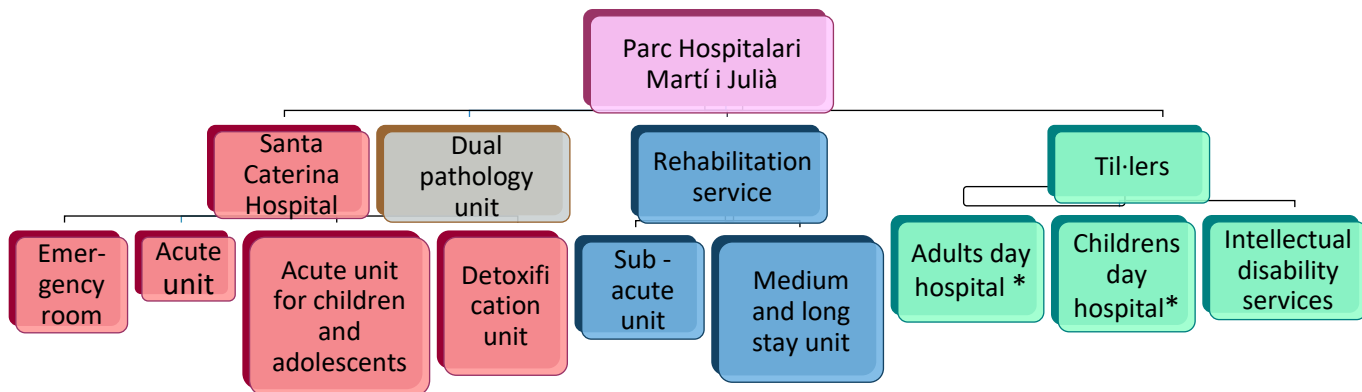 Parc Hospitalari
Martí i Julià
Santa
Caterina
Hospital
Dual
pathology
unit
Rehabilitation
service
Til·lers
Emer-
gency
room
Acute
unit
Acute unit
for children
and
adolescents
Detoxifi
cation unit
Sub -
acute
unit
Medium
and long
stay unit
Adults day
hospital *
Childrens
day
hospital*
Intellectual
disability
services